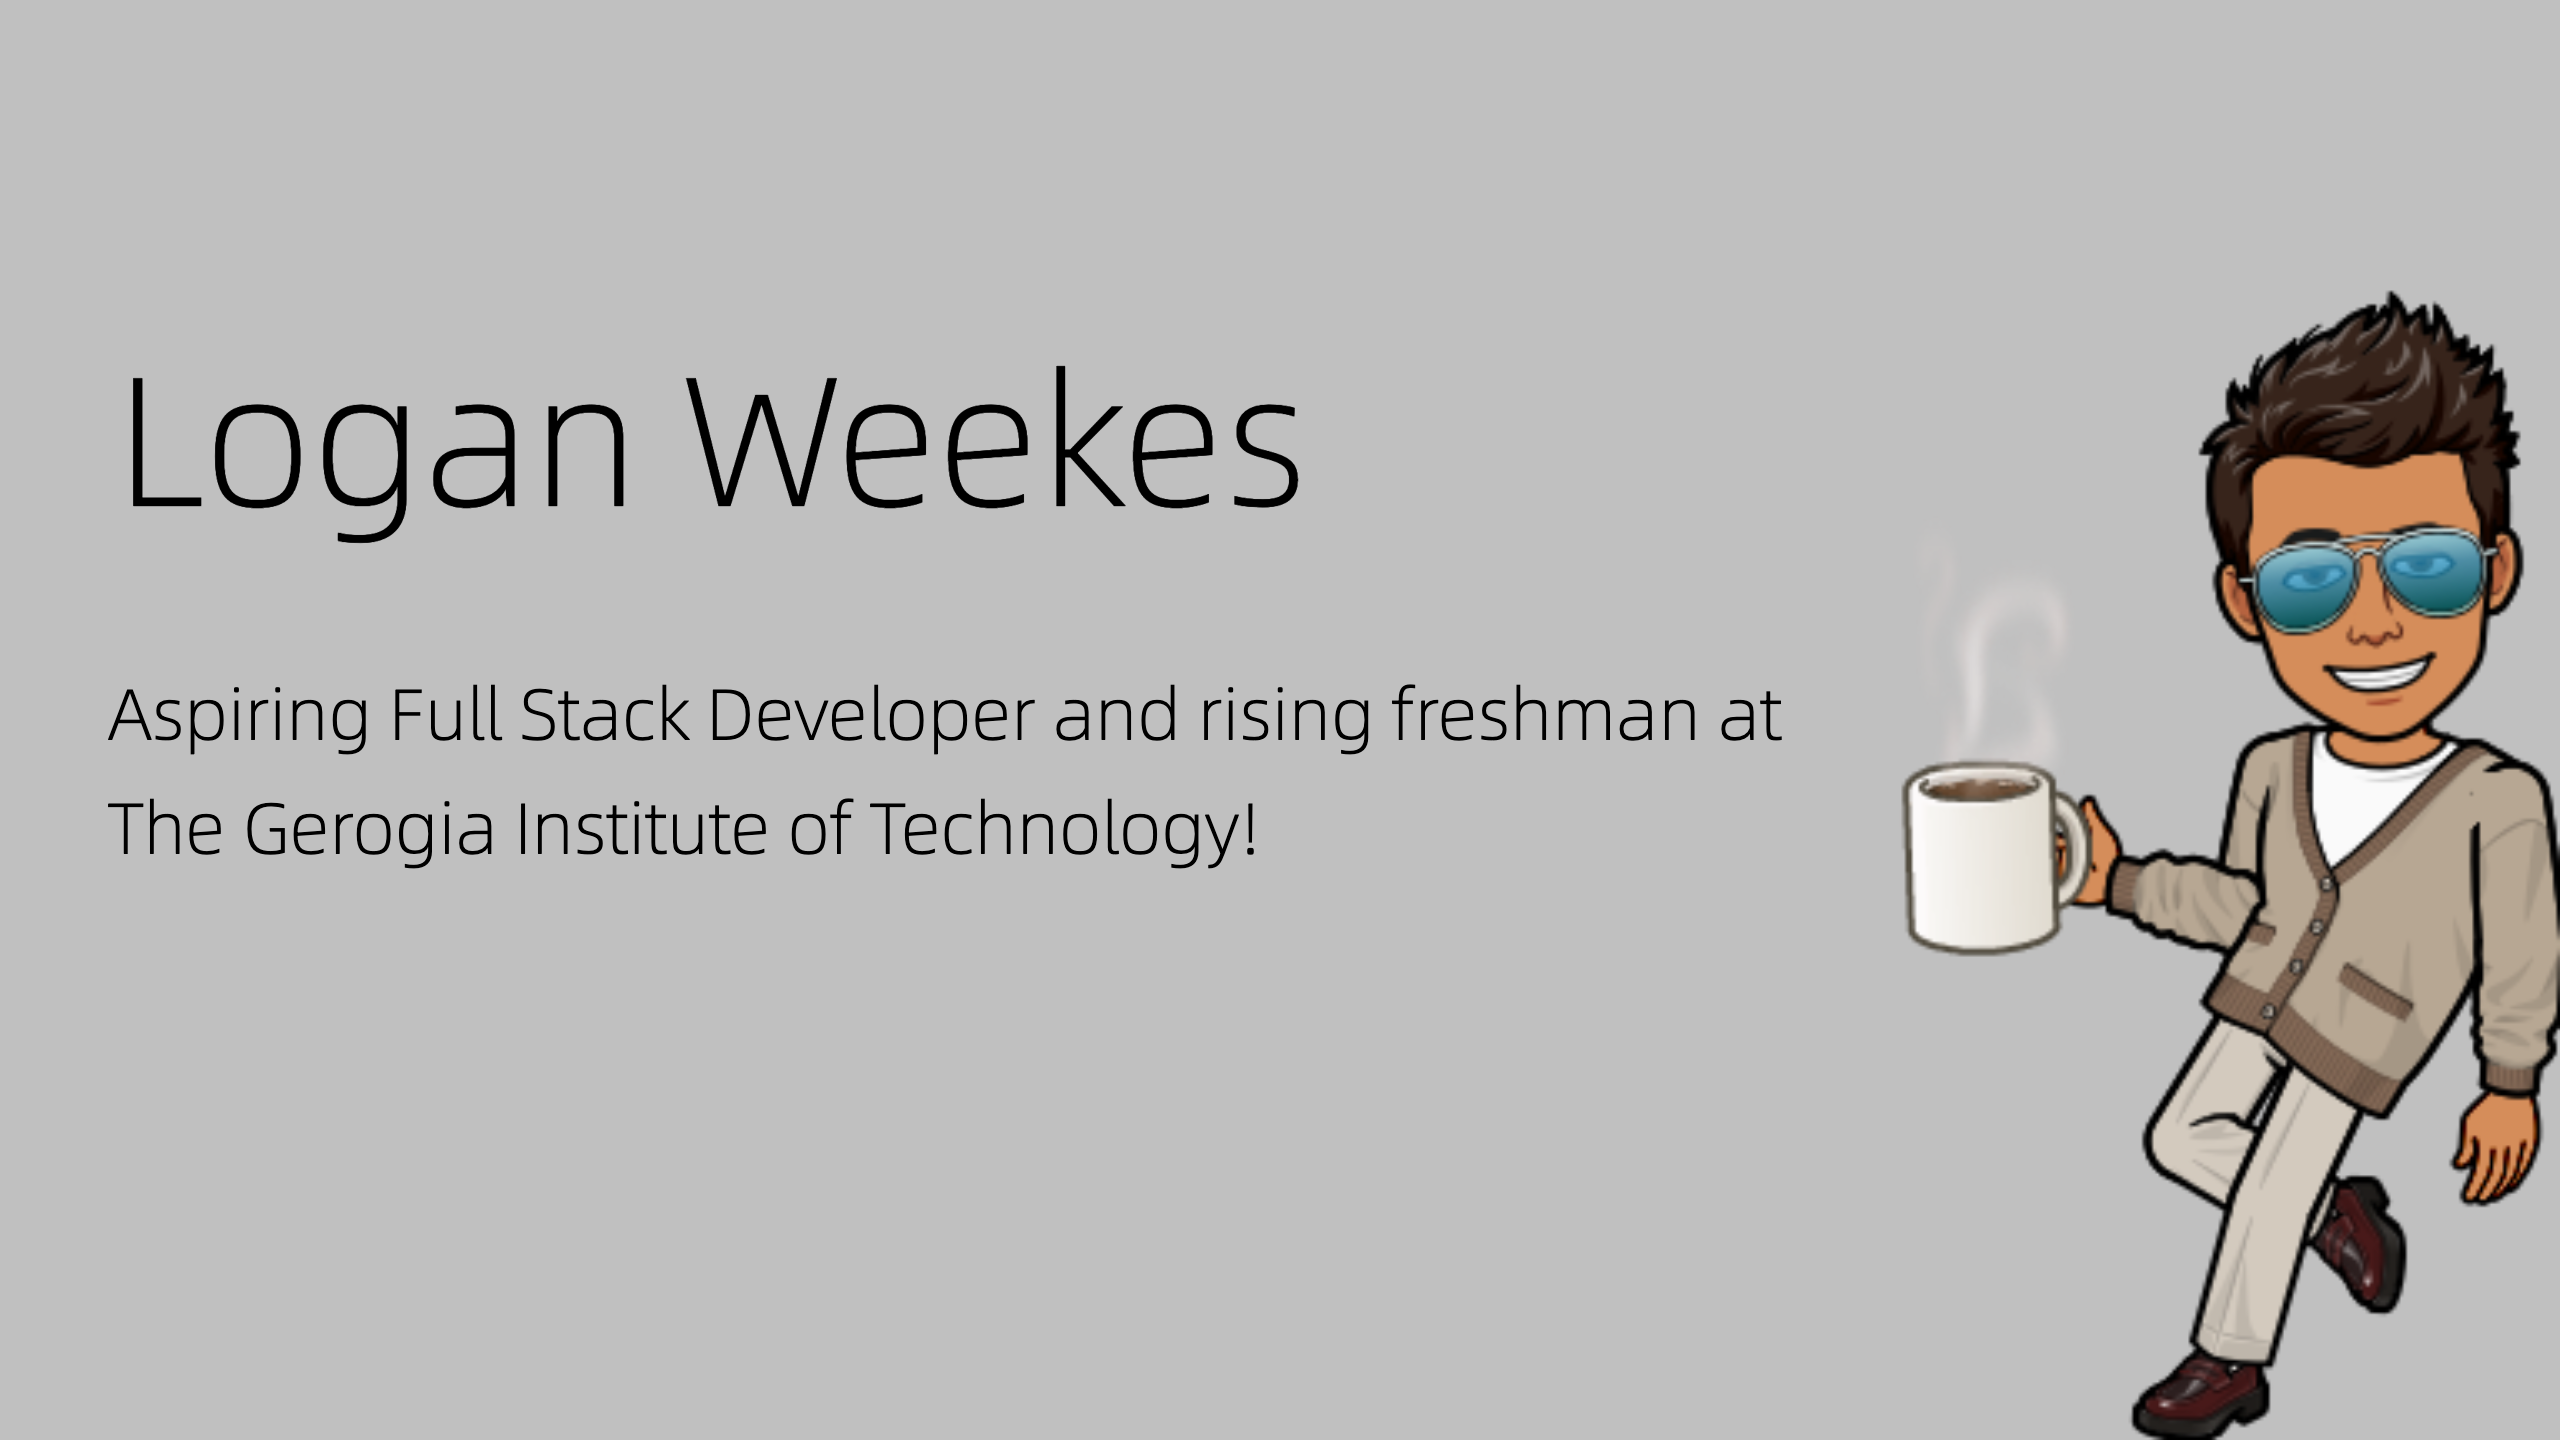 Logan Weekes
Aspiring Full Stack Developer and rising freshman at
The Gerogia Institute of Technology!